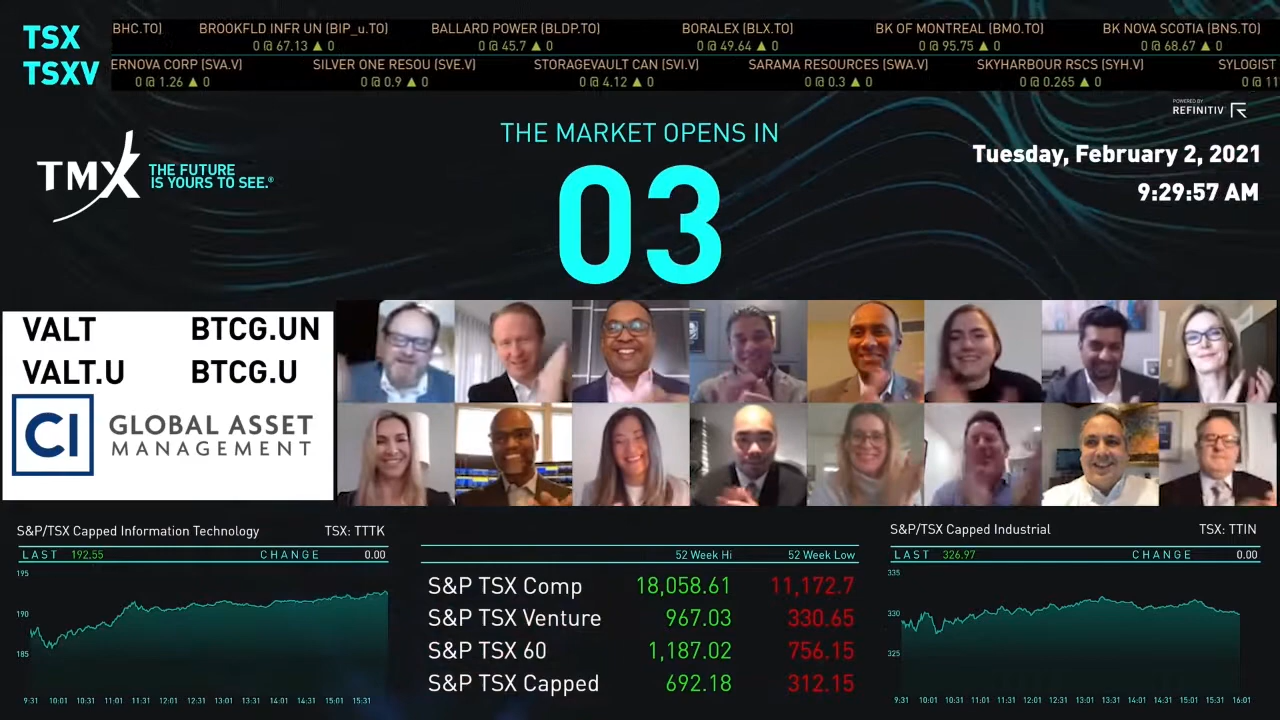 TSX
BHC.TO) BROOKFLD INFR UN (BIP_u.TO) BALLARD POWER (BLDP.TO) BORALEX (BLX.TO) BK OF MONTREAL (BMO.TO) BK NOVA SCOTIA (BNS.TO)
0 @ 67.13 ▲ 0 0 @ 45.7 ▲ 0 0 @ 49.64 ▲ 0 0 @ 95.75 ▲ 0 0 @ 68.67 ▲ 0
TSXV
ERNOVA CORP (SVA.V) SILVER ONE RESOU (SVE.V) STORAGEVAULT CAN (SVI.V) SARAMA RESOURCES (SWA.V) SKYHARBOUR RSCS (SYH.V) SYLOGIST
0 @ 1.26 ▲ 0 0 @ 0.9 ▲ 0 0 @ 4.12 ▲ 0 0 @ 0.3 ▲ 0 0 @ 0.265 ▲ 0 0 @ 11
POWERED BY
REFINITIV
THE MARKET OPENS IN
03
Tuesday, February 2, 2021
9:29:57 AM
TMX
THE FUTURE
IS YOURS TO SEE.®
VALT BTCG.UN
VALT.U BTCG.U
CI GLOBAL ASSET
MANAGEMENT
S&P/TSX Capped Information Technology TSX: TTTK
LAST 192.55 CHANGE 0.00
195
190
185
9:31 10:01 10:31 11:01 11:31 12:01 12:31 13:01 13:31 14:01 14:31 15:01 15:31
52 Week Hi 52 Week Low
S&P TSX Comp 18,058.61 11,172.7
S&P TSX Venture 967.03 330.65
S&P TSX 60 1,187.02 756.15
S&P TSX Capped 692.18 312.15
S&P/TSX Capped Industrial TSX: TTIN
LAST 326.97 CHANGE 0.00
335
330
325
9:31 10:01 10:31 11:01 11:31 12:01 12:31 13:01 13:31 14:01 14:31 15:01 15:31 16:01